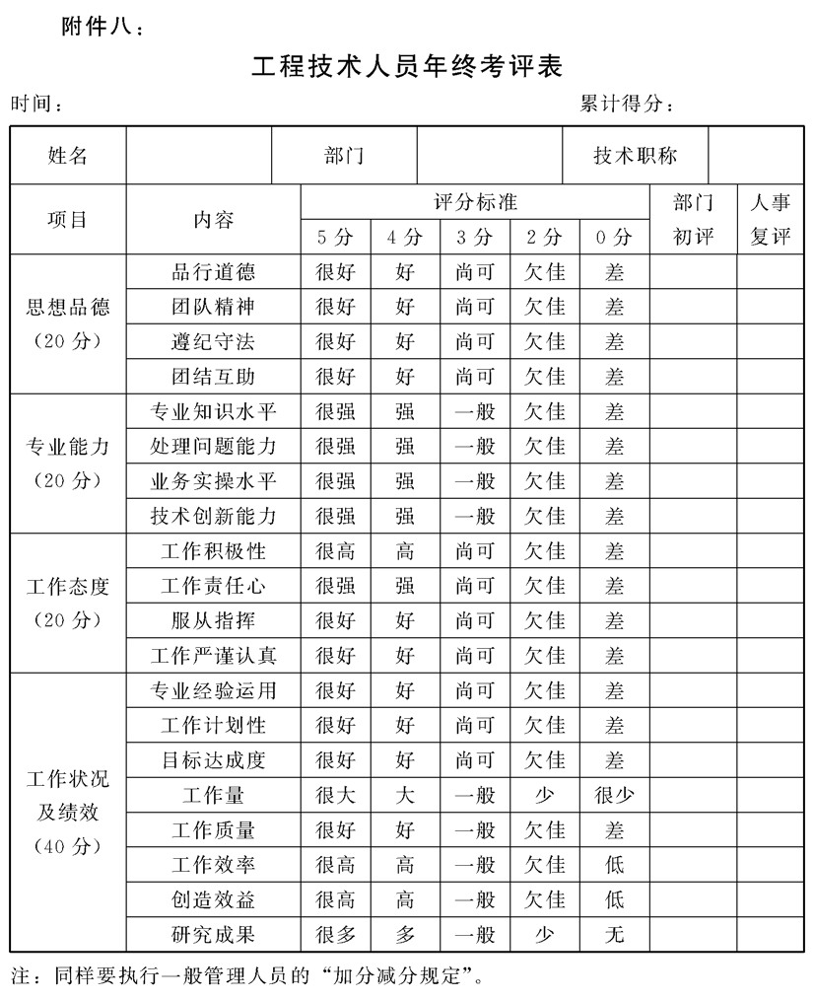 附件八：
工程技术人员年终考评表
时间： 累计得分：
姓名 部门 技术职称
项目 内容 评分标准 部门初评 人事复评
5分 4分 3分 2分 0分
思想品德（20分）
品行道德 很好 好 尚可 欠佳 差
团队精神 很好 好 尚可 欠佳 差
遵纪守法 很好 好 尚可 欠佳 差
团结互助 很好 好 尚可 欠佳 差
专业能力（20分）
专业知识水平 很强 强 一般 欠佳 差
处理问题能力 很强 强 一般 欠佳 差
业务实操水平 很强 强 一般 欠佳 差
技术创新能力 很强 强 一般 欠佳 差
工作态度（20分）
工作积极性 很高 高 尚可 欠佳 差
工作责任心 很强 强 尚可 欠佳 差
服从指挥 很好 好 尚可 欠佳 差
工作严谨认真 很好 好 尚可 欠佳 差
工作状况及绩效（40分）
专业经验运用 很好 好 尚可 欠佳 差
工作计划性 很好 好 尚可 欠佳 差
目标达成度 很好 好 尚可 欠佳 差
工作量 很大 大 一般 少 很少
工作质量 很好 好 一般 欠佳 差
工作效率 很高 高 一般 欠佳 低
创造效益 很高 高 一般 欠佳 低
研究成果 很多 多 一般 少 无
注：同样要执行一般管理人员的“加分减分规定”。